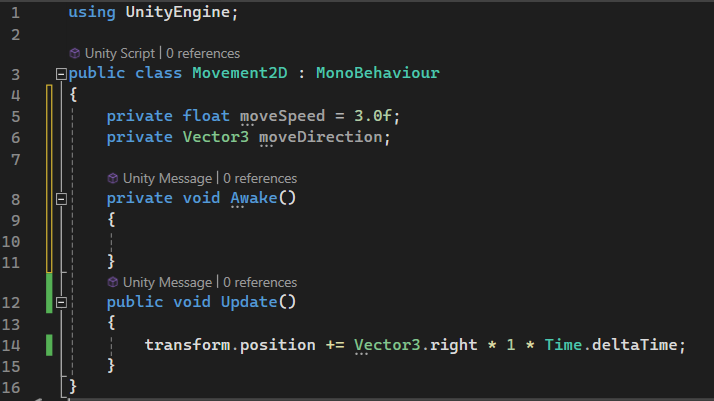 1 using UnityEngine;
2
Unity Script | 0 references
3 public class Movement2D : MonoBehaviour
4 {
5 private float moveSpeed = 3.0f;
6 private Vector3 moveDirection;
7
Unity Message | 0 references
8 private void Awake()
9 {
10
11 }
Unity Message | 0 references
12 public void Update()
13 {
14 transform.position += Vector3.right * 1 * Time.deltaTime;
15 }
16 }